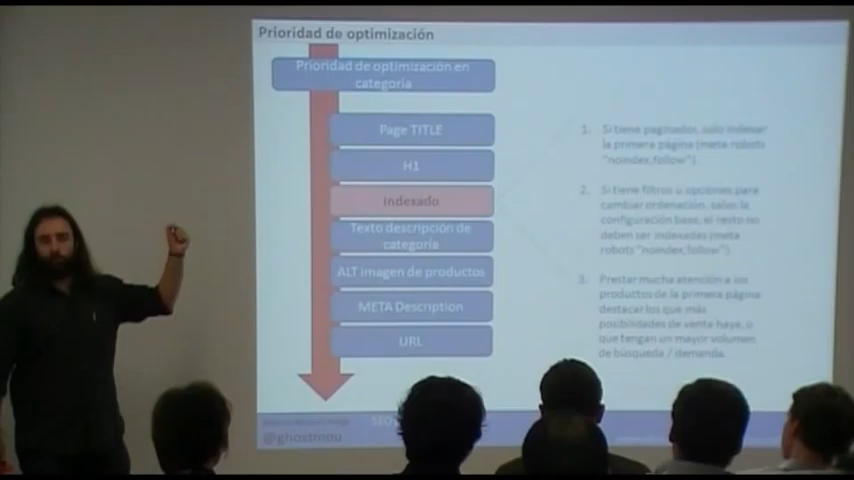 Prioridad de optimización
Prioridad de optimización en
categoría
Page TITLE
H1
Indexado
Texto descripción de
categoría
ALT imagen de productos
META Description
URL
1. Si tiene paginador, solo indexar
la primera página (meta robots
"noindex,follow").
2. Si tiene filtros u opciones para
cambiar ordenación, salvo la
configuración base, el resto no
deben ser indexadas (meta
robots "noindex,follow").
3. Prestar mucha atención a los
productos de la primera página
destacar los que más
posibilidades de venta haya, o
que tengan un mayor volumen
de búsqueda / demanda.
@ghostmou